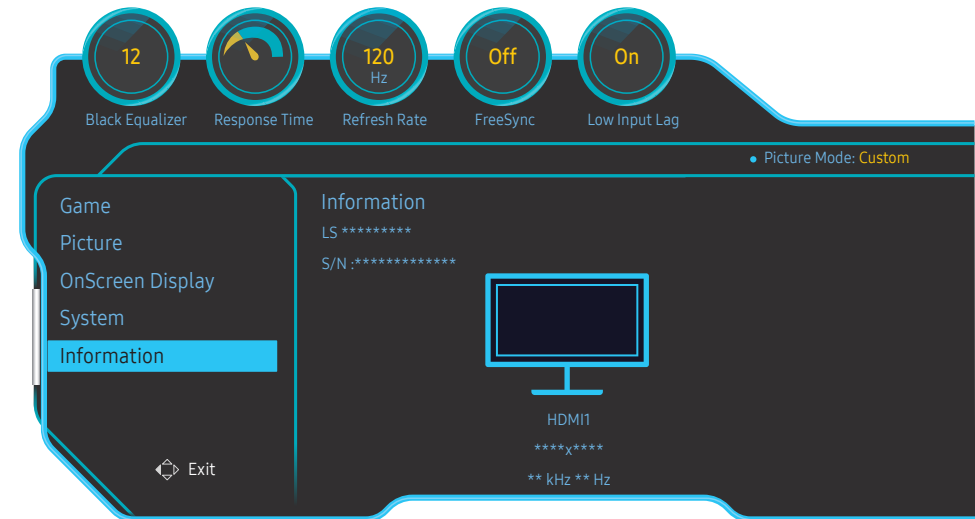 12
120
Hz
Off
On
Black Equalizer
Response Time
Refresh Rate
FreeSync
Low Input Lag
● Picture Mode: Custom
Game
Picture
OnScreen Display
System
Information
Exit
Information
LS *********
S/N :*************
HDMI1
****x****
** kHz ** Hz